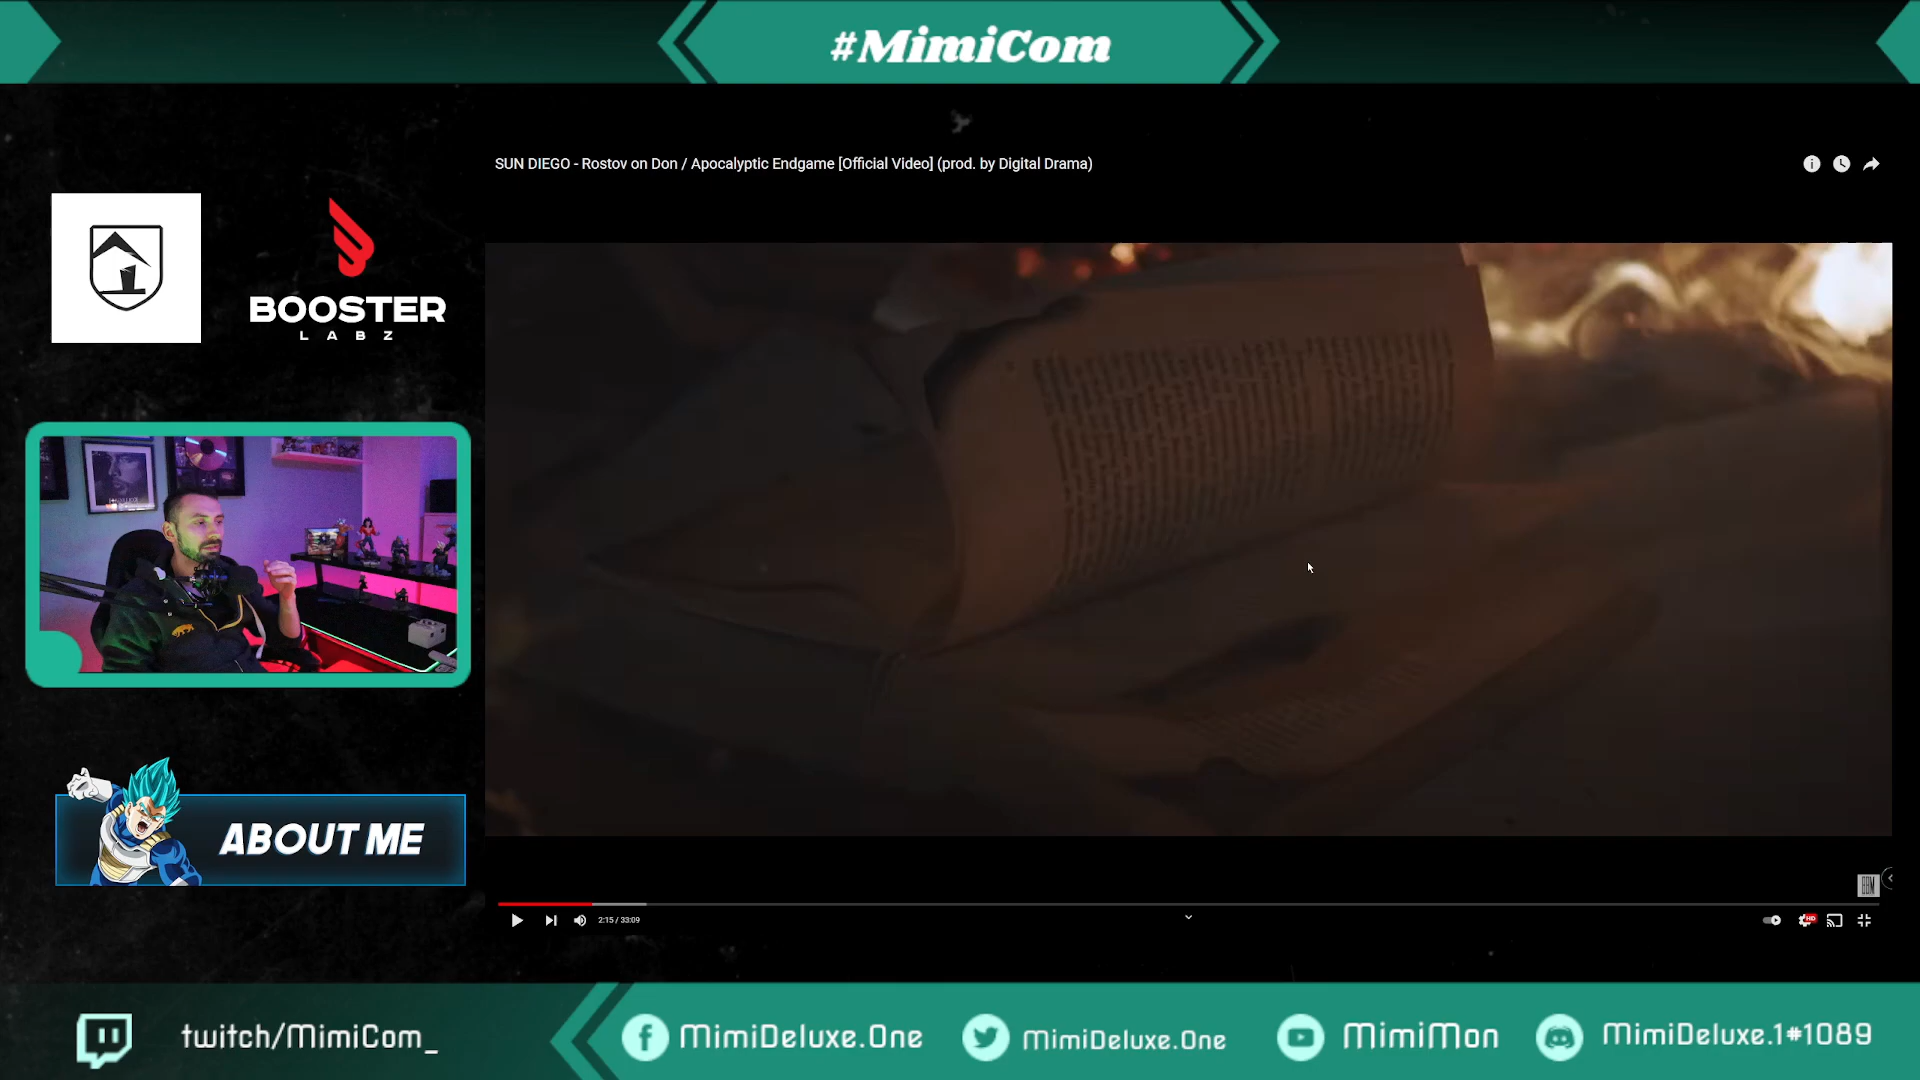 #MimiCom
SUN DIEGO - Rostov on Don / Apocalyptic Endgame [Official Video] (prod. by Digital Drama)
BOOSTER
LABZ
ABOUT ME
2:15 / 33:09
HD
twitch/MimiCom_
MimiDeluxe.One
MimiDeluxe.One
MimiMon
MimiDeluxe.1#1089